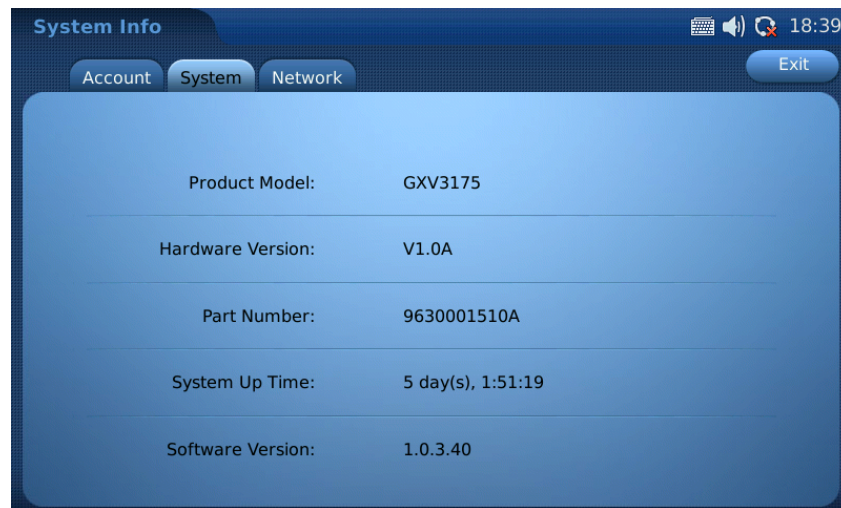 System Info 18:39
Account System Network Exit
Product Model: GXV3175
Hardware Version: V1.0A
Part Number: 9630001510A
System Up Time: 5 day(s), 1:51:19
Software Version: 1.0.3.40